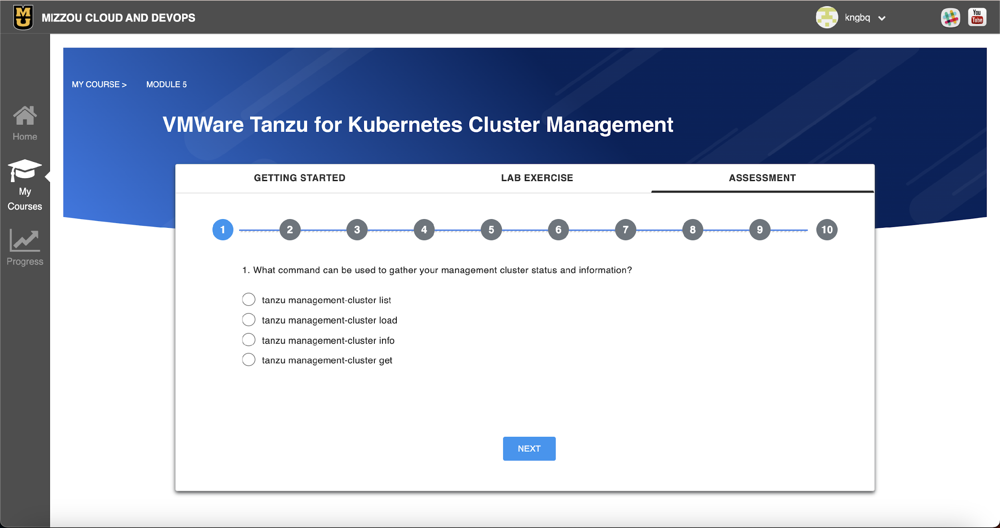 MU
MIZZOU CLOUD AND DEVOPS
kngbq
You
Tube
MY COURSE >
MODULE 5
VMWare Tanzu for Kubernetes Cluster Management
Home
My
Courses
Progress
GETTING STARTED
LAB EXERCISE
ASSESSMENT
1 2 3 4 5 6 7 8 9 10
1. What command can be used to gather your management cluster status and information?
tanzu management-cluster list
tanzu management-cluster load
tanzu management-cluster info
tanzu management-cluster get
NEXT